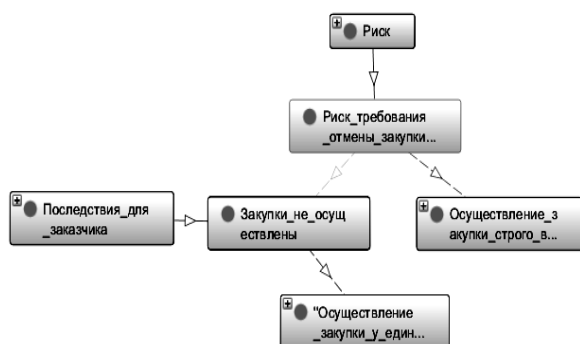 Риск
Риск_требования
_отмены_закупки...
Последствия_для
_заказчика
Закупки_не_осущ
ествлены
Осуществление_з
акупки_строго_в...
"Осуществление
_закупки_у_един...